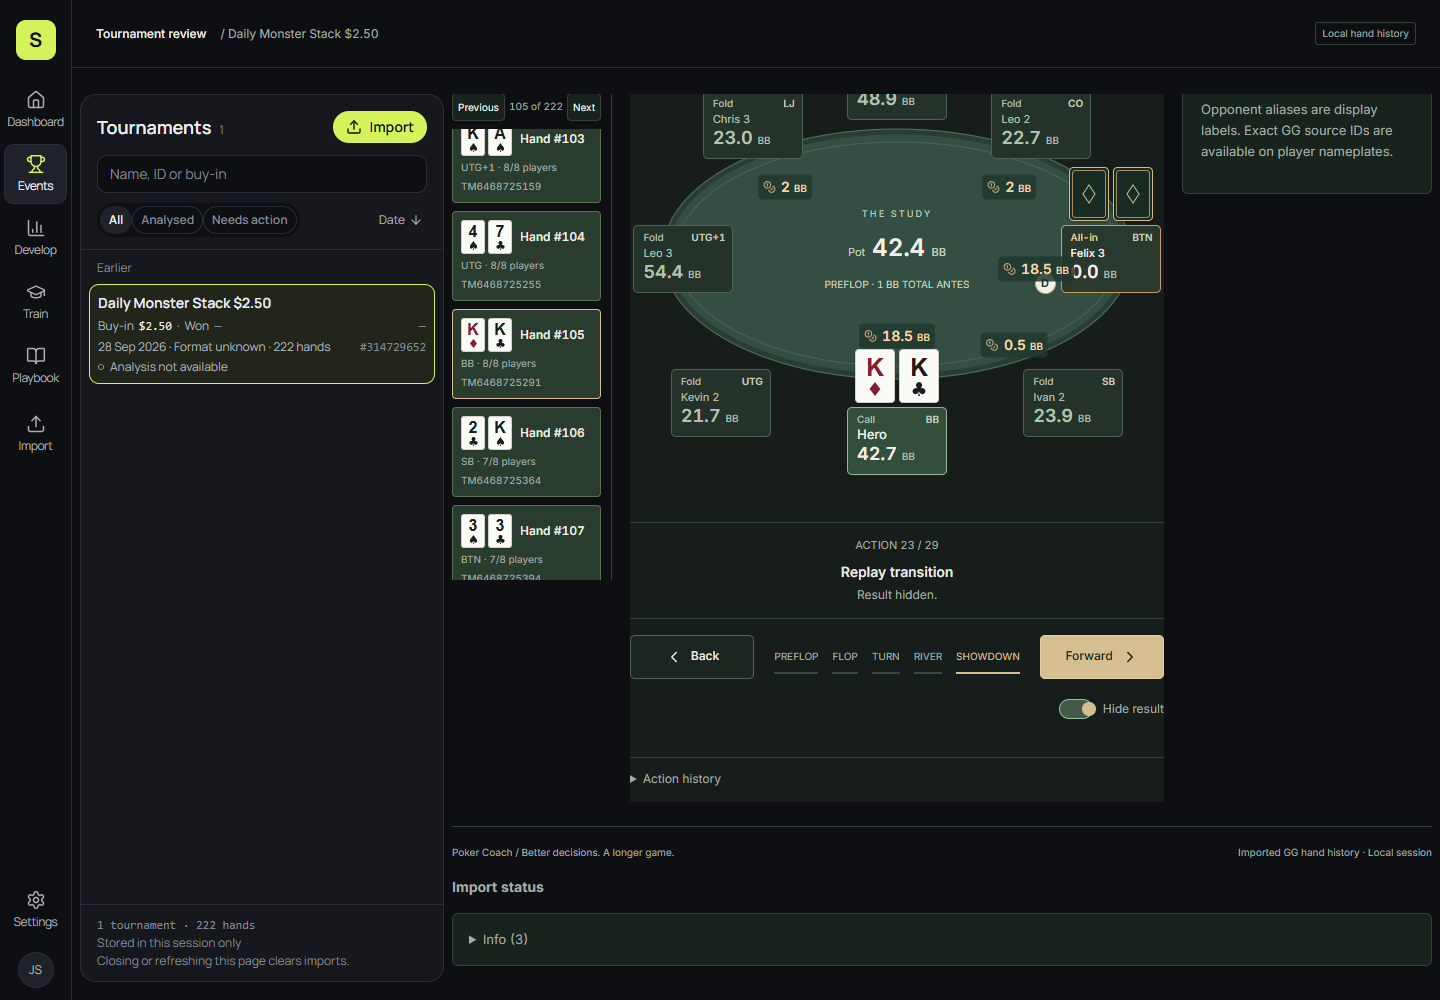 S
Dashboard
Events
Develop
Train
Playbook
Import
Settings
JS
Tournament review / Daily Monster Stack $2.50
Local hand history
Tournaments 1
Import
Name, ID or buy-in
All Analysed Needs action
Date ↓
Earlier
Daily Monster Stack $2.50
Buy-in $2.50 · Won — —
28 Sep 2026 · Format unknown · 222 hands #314729652
Analysis not available
1 tournament · 222 hands
Stored in this session only
Closing or refreshing this page clears imports.
Previous 105 of 222 Next
K A Hand #103
UTG+1 · 8/8 players
TM6468725159
4 7 Hand #104
UTG · 8/8 players
TM6468725255
K K Hand #105
BB · 8/8 players
TM6468725291
2 K Hand #106
SB · 7/8 players
TM6468725364
3 3 Hand #107
BTN · 7/8 players
TM6468725394
Fold LJ
Chris 3
23.0 BB
48.9 BB
Fold CO
Leo 2
22.7 BB
2 BB
2 BB
THE STUDY
Pot 42.4 BB
PREFLOP · 1 BB TOTAL ANTES
Fold UTG+1
Leo 3
54.4 BB
All-in BTN
Felix 3
0.0 BB
18.5 BB
D
18.5 BB
0.5 BB
K K
Fold UTG
Kevin 2
21.7 BB
Call BB
Hero
42.7 BB
Fold SB
Ivan 2
23.9 BB
ACTION 23 / 29
Replay transition
Result hidden.
Back
PREFLOP FLOP TURN RIVER SHOWDOWN
Forward
Hide result
Action history
Opponent aliases are display
labels. Exact GG source IDs are
available on player nameplates.
Poker Coach / Better decisions. A longer game.
Imported GG hand history · Local session
Import status
Info (3)